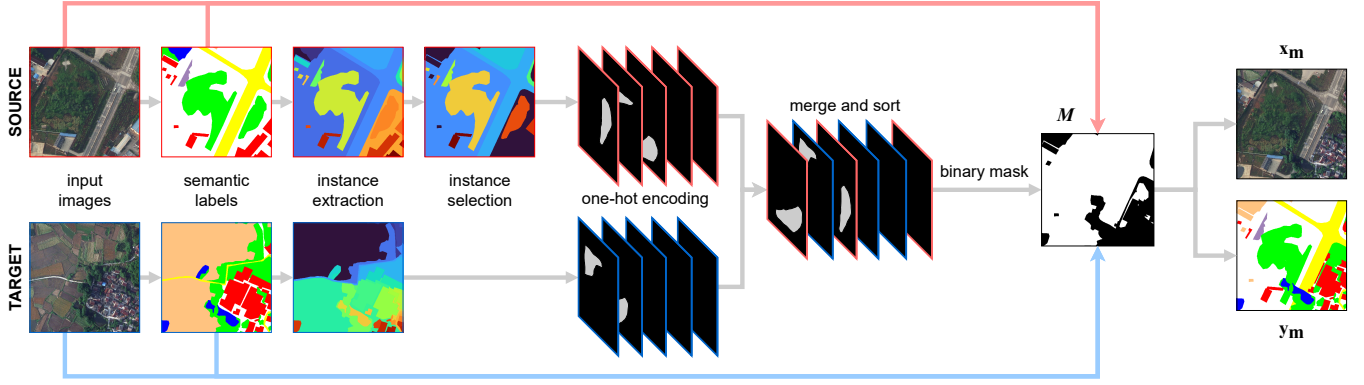 SOURCE
input
images
semantic
labels
instance
extraction
instance
selection
one-hot encoding
merge and sort
binary mask
M
x_m
y_m
TARGET